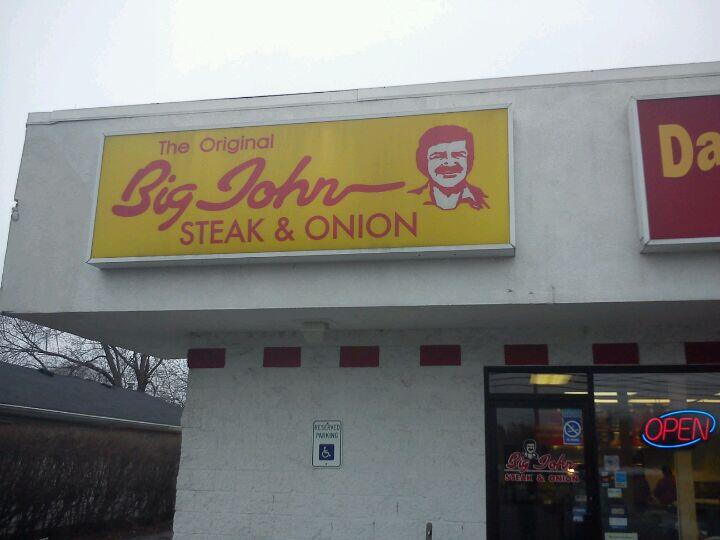 The Original
Big John
STEAK & ONION
Da
RESERVED
PARKING
OPEN
Big John
STEAK & ONION